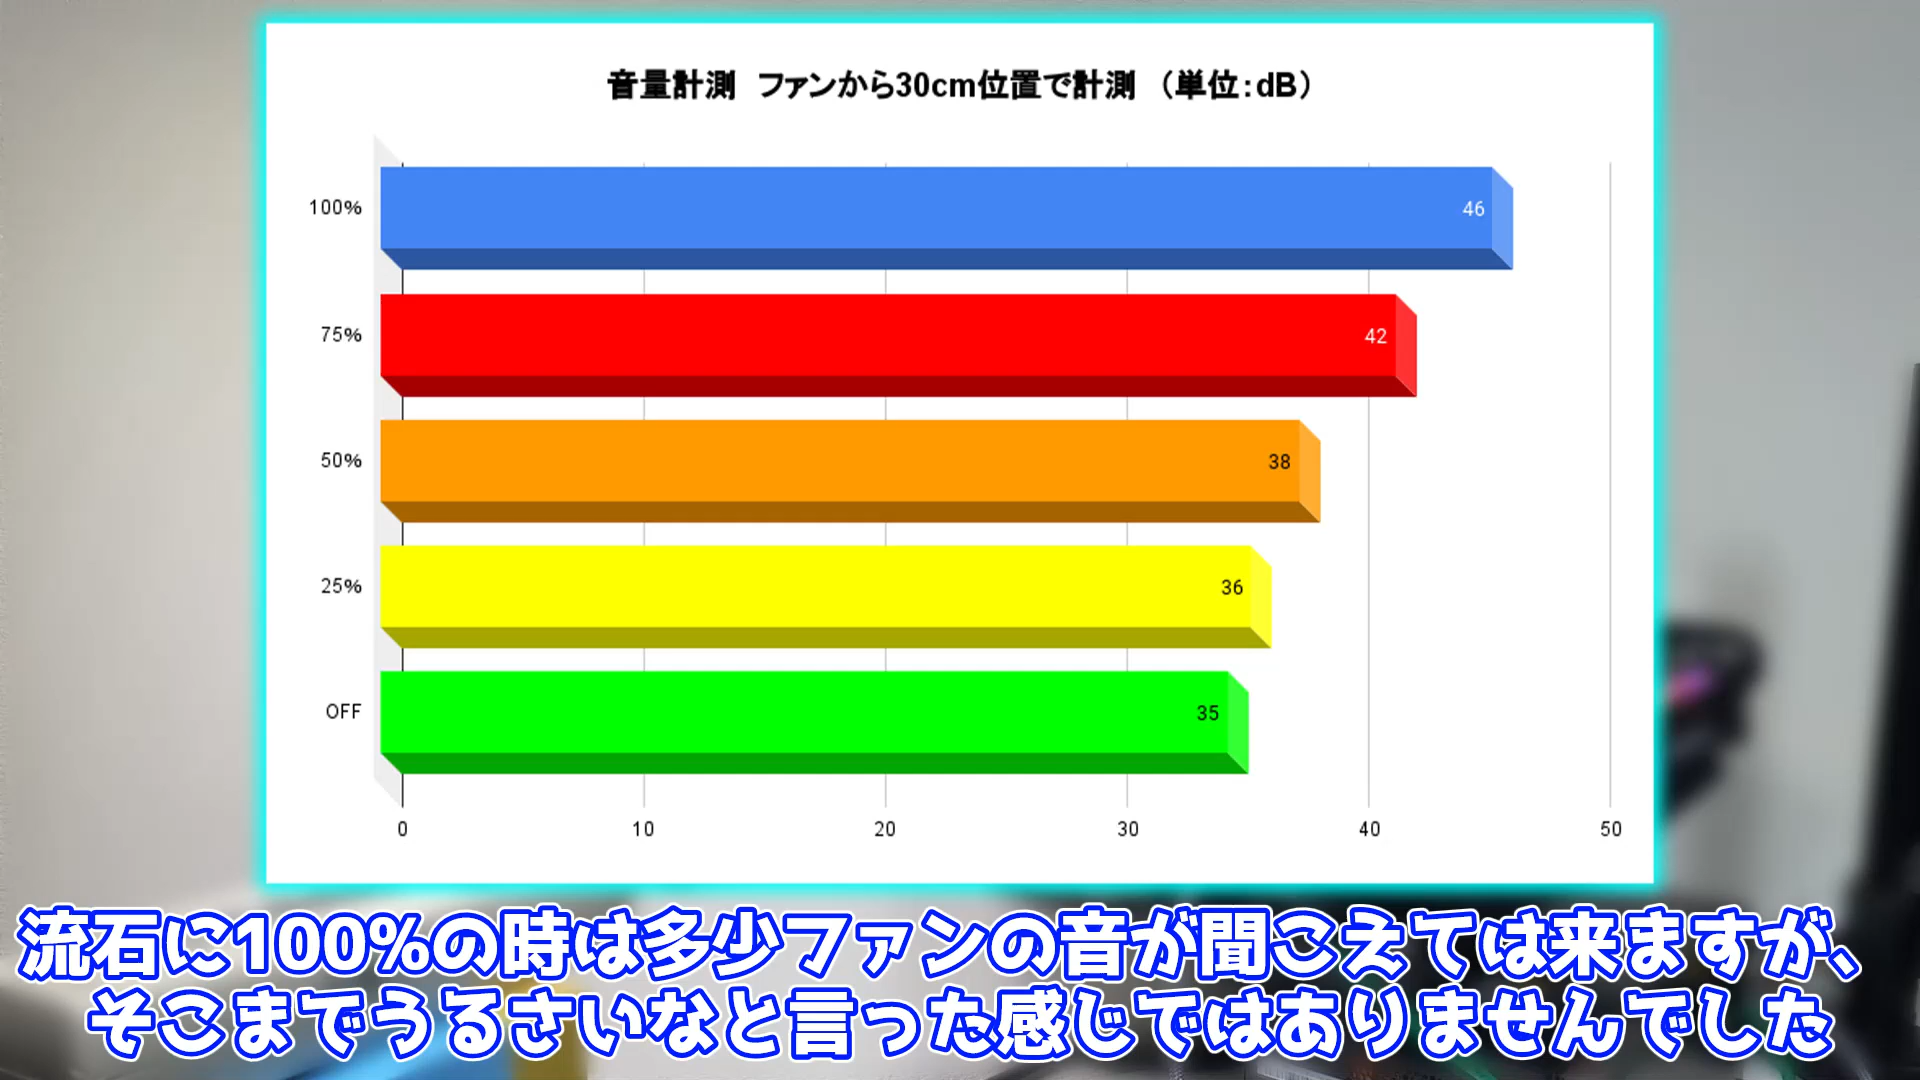 音量計測　ファンから30cm位置で計測　（単位：dB）
100%
46
75%
42
50%
38
25%
36
OFF
35
0 10 20 30 40 50
流石に100%の時は多少ファンの音が聞こえては来ますが、
そこまでうるさいなと言った感じではありませんでした